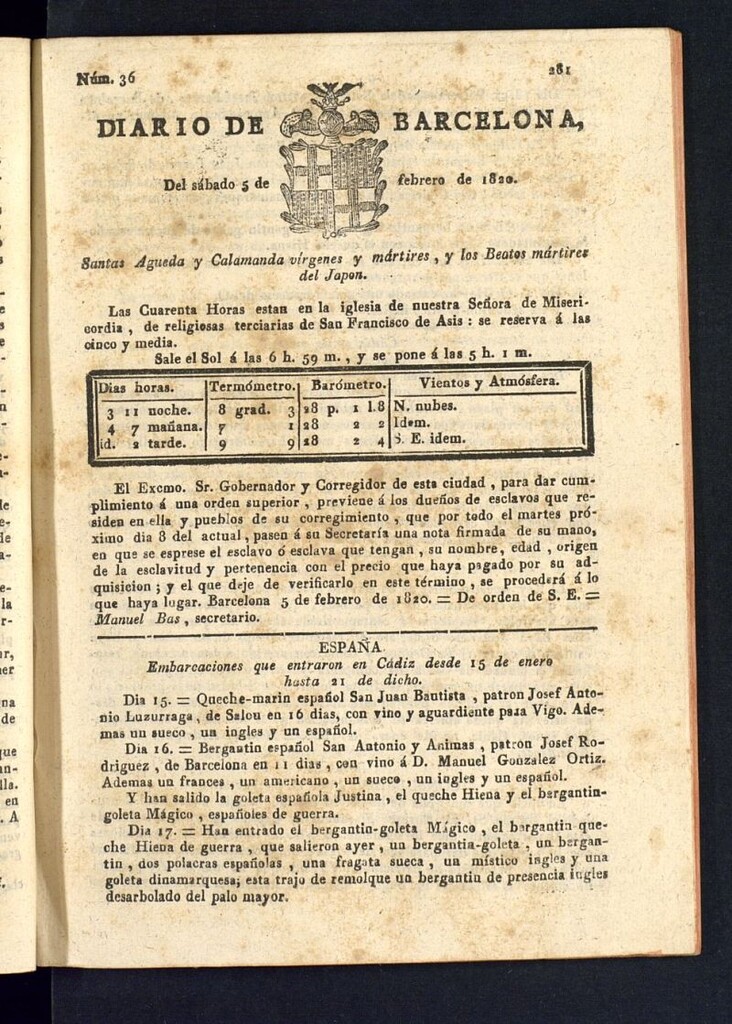 Núm. 36
281
DIARIO DE BARCELONA,
Del sábado 5 de febrero de 1820.
Santas Agueda y Calamanda vírgenes y mártires, y los Beatos mártires
del Japon.
Las Cuarenta Horas estan en la iglesia de nuestra Señora de Miseri-
cordia, de religiosas terciarias de San Francisco de Asis: se reserva á las
cinco y media.
Sale el Sol á las 6 h. 59 m., y se pone á las 5 h. 1 m.
Dias horas. Termómetro. Barómetro. Vientos y Atmósfera.
3 11 noche. 8 grad. 3 28 p. 1 l.8 N. nubes.
4 7 mañana. 7 1 28 2 2 Idem.
id. 2 tarde. 9 9 28 2 4 S. E. idem.
El Excmo. Sr. Gobernador y Corregidor de esta ciudad, para dar cum-
plimiento á una orden superior, previene á los dueños de esclavos que re-
siden en ella y pueblos de su corregimiento, que por todo el martes pró-
ximo dia 8 del actual, pasen á su Secretaría una nota firmada de su mano,
en que se esprese el esclavo ó esclava que tengan, su nombre, edad, origen
de la esclavitud y pertenencia con el precio que haya pagado por su ad-
quisicion; y el que deje de verificarlo en este término, se procederá á lo
que haya lugar. Barcelona 5 de febrero de 1820. = De orden de S. E. =
Manuel Bas, secretario.
ESPAÑA.
Embarcaciones que entraron en Cádiz desde 15 de enero
hasta 21 de dicho.
Dia 15. = Queche-marin español San Juan Bautista, patron Josef Anto-
nio Luzurraga, de Salou en 16 dias, con vino y aguardiente para Vigo. Ade-
mas un sueco, un ingles y un español.
Dia 16. = Bergantin español San Antonio y Animas, patron Josef Ro-
driguez, de Barcelona en 11 dias, con vino á D. Manuel Gonzalez Ortiz.
Ademas un frances, un americano, un sueco, un ingles y un español.
Y han salido la goleta española Justina, el queche Hiena y el bergantin-
goleta Mágico, españoles de guerra.
Dia 17. = Han entrado el bergantin-goleta Mágico, el bergantin que-
che Hiena de guerra, que salieron ayer, un bergantin-goleta, un bergan-
tin, dos polacras españolas, una fragata sueca, un místico ingles y una
goleta dinamarquesa; esta trajo de remolque un bergantin de presencia ingles
desarbolado del palo mayor.